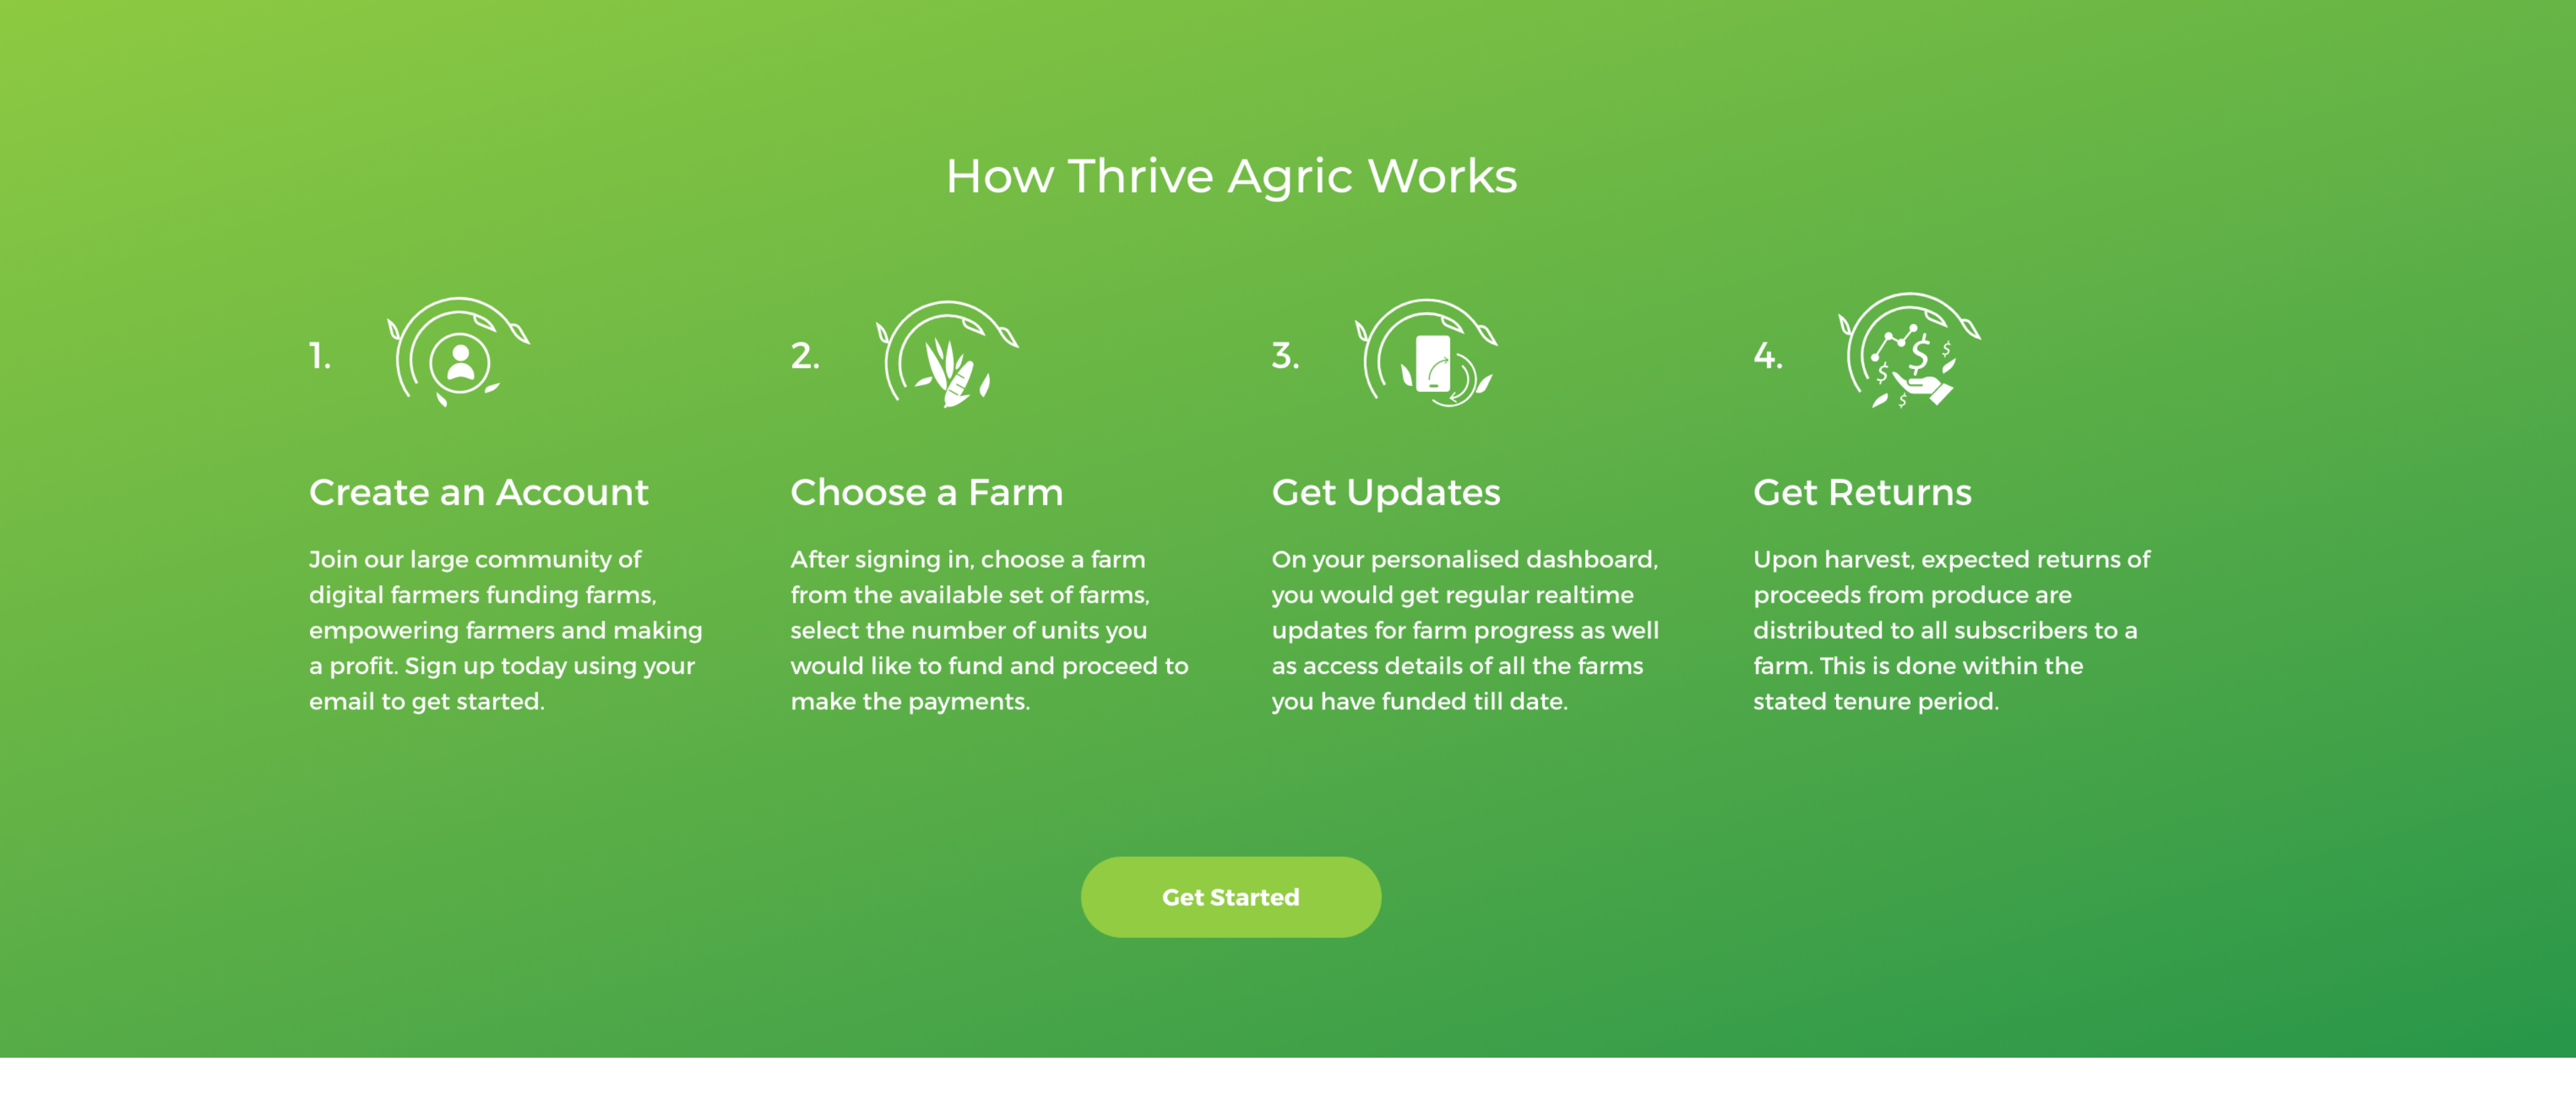 How Thrive Agric Works
1.
Create an Account
Join our large community of
digital farmers funding farms,
empowering farmers and making
a profit. Sign up today using your
email to get started.
2.
Choose a Farm
After signing in, choose a farm
from the available set of farms,
select the number of units you
would like to fund and proceed to
make the payments.
3.
Get Updates
On your personalised dashboard,
you would get regular realtime
updates for farm progress as well
as access details of all the farms
you have funded till date.
4.
$
$
$
$
Get Returns
Upon harvest, expected returns of
proceeds from produce are
distributed to all subscribers to a
farm. This is done within the
stated tenure period.
Get Started